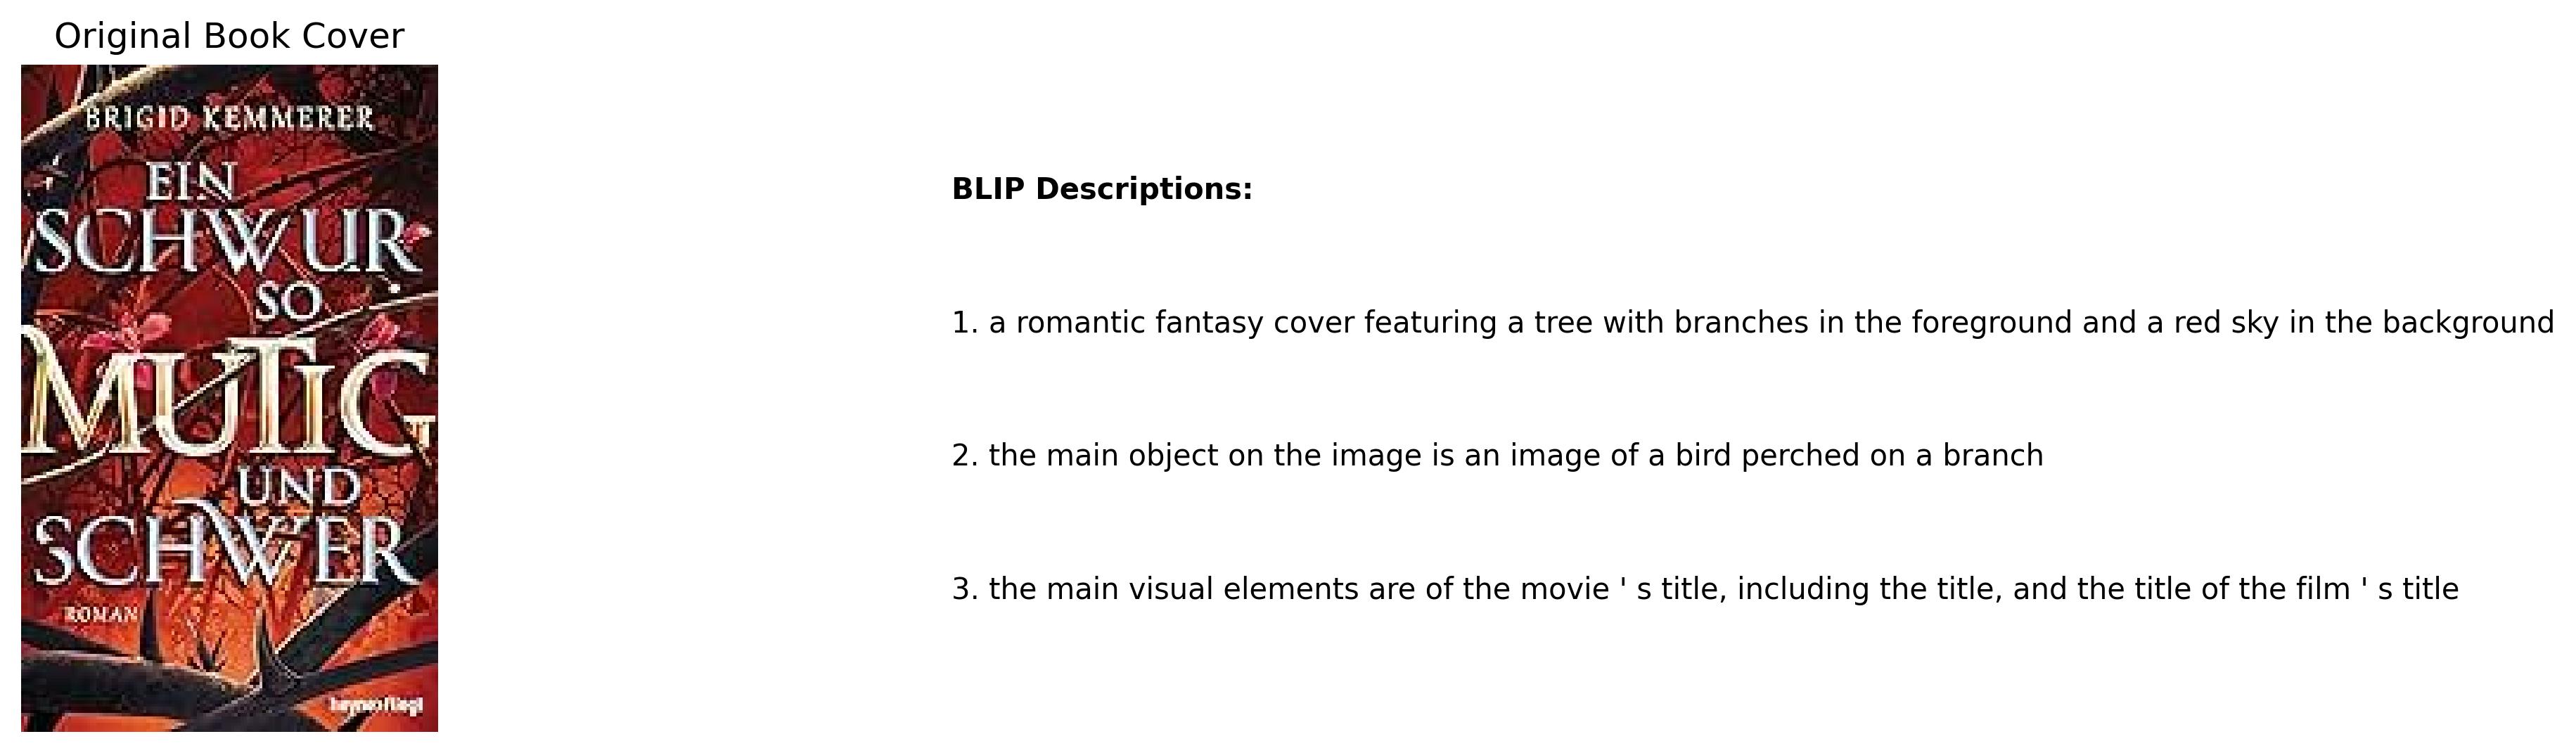 Original Book Cover
BRIGID KEMMERER
EIN
SCHWUR
SO
MUTIG
UND
SCHWER
ROMAN
heyne>fliegt
BLIP Descriptions:
1. a romantic fantasy cover featuring a tree with branches in the foreground and a red sky in the background
2. the main object on the image is an image of a bird perched on a branch
3. the main visual elements are of the movie ' s title, including the title, and the title of the film ' s title